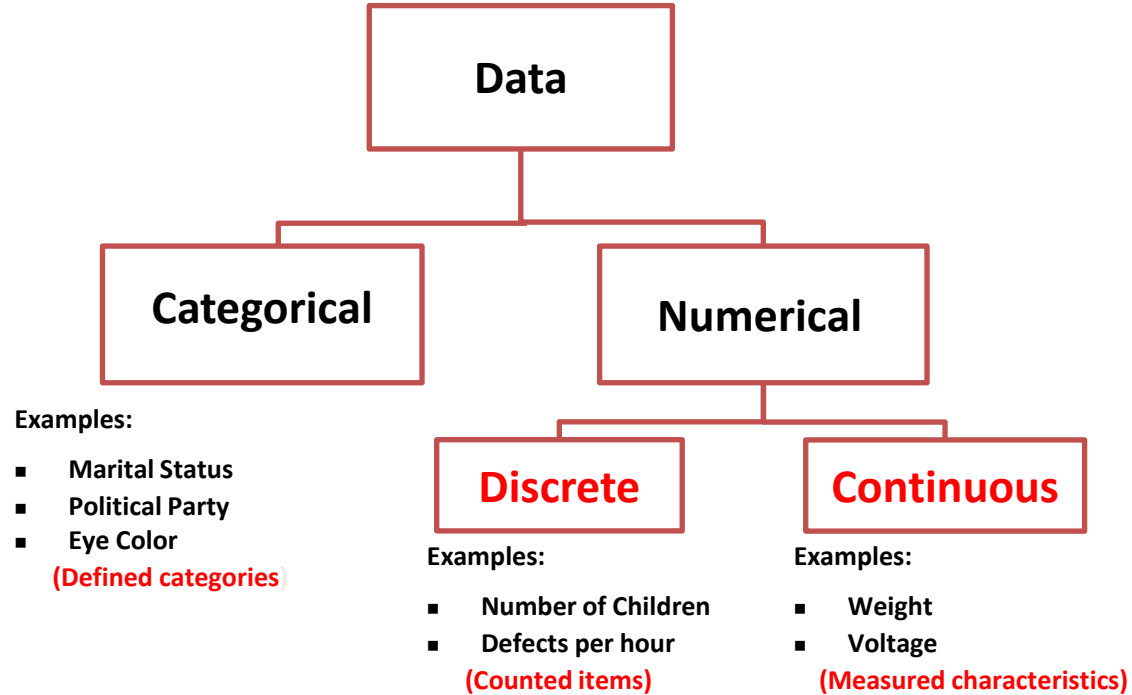 Data
Categorical
Numerical
Examples:
■ Marital Status
■ Political Party
■ Eye Color
(Defined categories)
Discrete
Continuous
Examples:
■ Number of Children
■ Defects per hour
(Counted items)
Examples:
■ Weight
■ Voltage
(Measured characteristics)